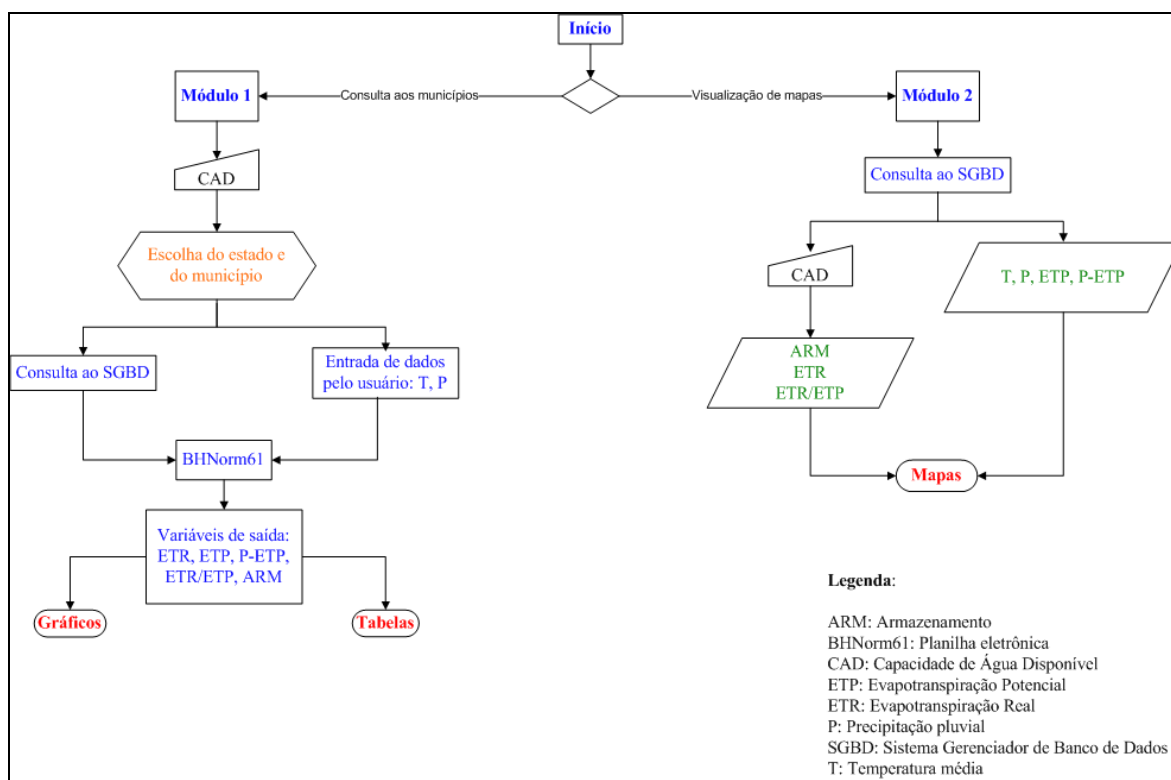 Início
Módulo 1
Consulta aos municípios
Visualização de mapas
Módulo 2
CAD
Consulta ao SGBD
Escolha do estado e
do município
CAD
T, P, ETP, P-ETP
Consulta ao SGBD
Entrada de dados
pelo usuário: T, P
ARM
ETR
ETR/ETP
BHNorm61
Mapas
Variáveis de saída:
ETR, ETP, P-ETP,
ETR/ETP, ARM
Gráficos
Tabelas
Legenda:
ARM: Armazenamento
BHNorm61: Planilha eletrônica
CAD: Capacidade de Água Disponível
ETP: Evapotranspiração Potencial
ETR: Evapotranspiração Real
P: Precipitação pluvial
SGBD: Sistema Gerenciador de Banco de Dados
T: Temperatura média